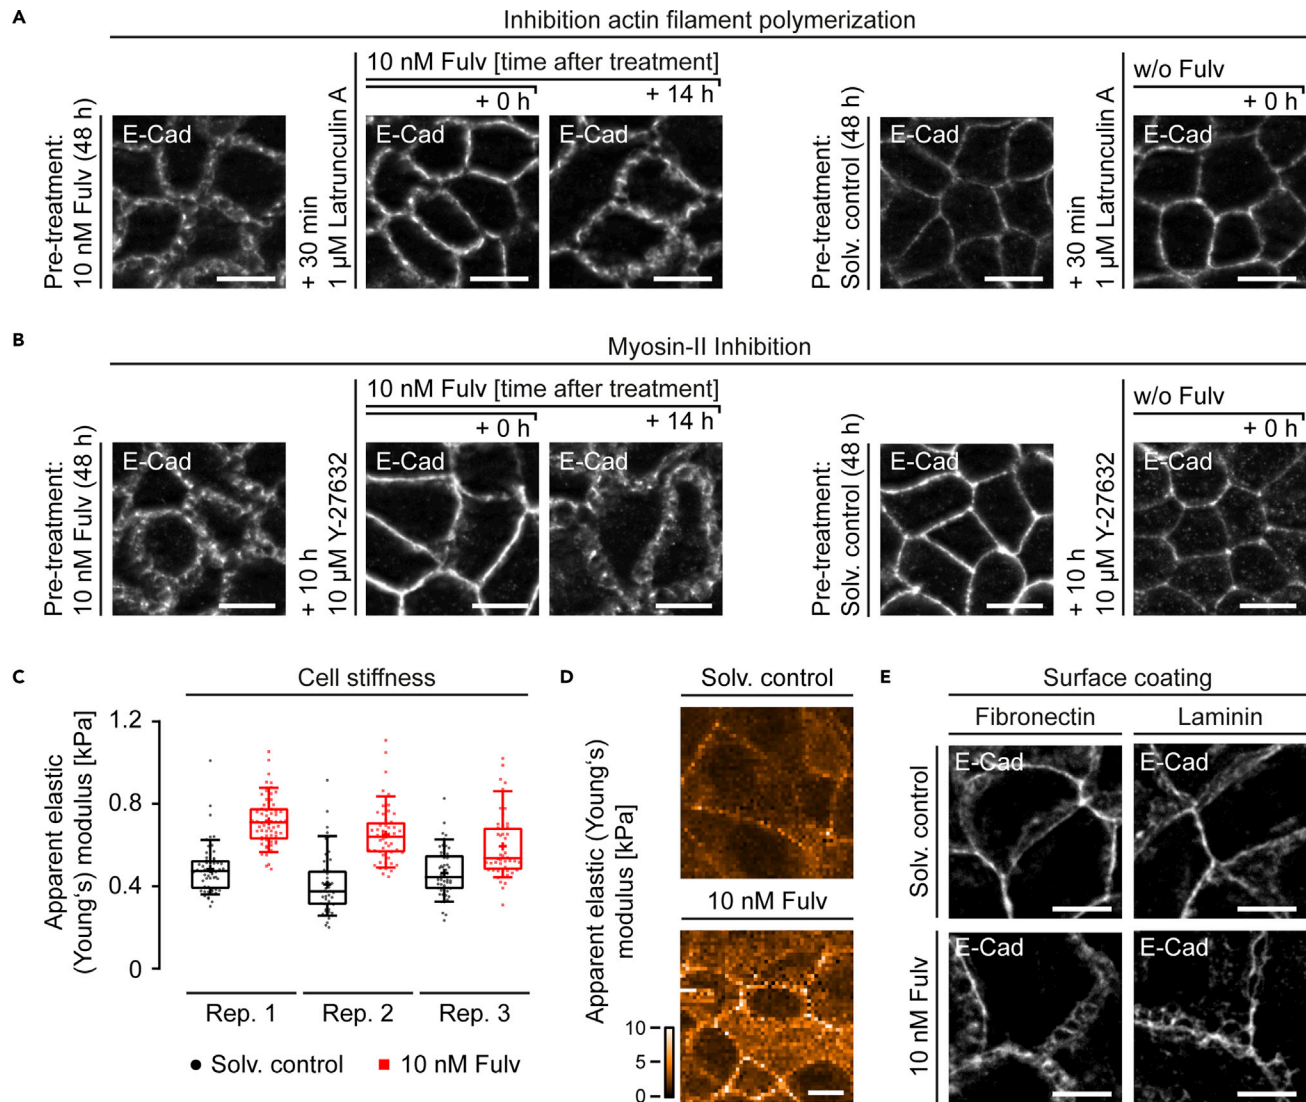 A
Inhibition actin filament polymerization
Pre-treatment:
10 nM Fulv (48 h)
E-Cad
+ 30 min
1 µM Latrunculin A
10 nM Fulv [time after treatment]
+ 0 h
+ 14 h
E-Cad
E-Cad
Pre-treatment:
Solv. control (48 h)
E-Cad
+ 30 min
1 µM Latrunculin A
w/o Fulv
+ 0 h
E-Cad
B
Myosin-II Inhibition
Pre-treatment:
10 nM Fulv (48 h)
E-Cad
+ 10 h
10 µM Y-27632
10 nM Fulv [time after treatment]
+ 0 h
+ 14 h
E-Cad
E-Cad
Pre-treatment:
Solv. control (48 h)
E-Cad
+ 10 h
10 µM Y-27632
w/o Fulv
+ 0 h
E-Cad
C
Cell stiffness
Apparent elastic
(Young‘s) modulus [kPa]
1.2
0.8
0.4
0
Rep. 1
Rep. 2
Rep. 3
Solv. control
10 nM Fulv
D
Apparent elastic (Young‘s)
modulus [kPa]
Solv. control
10 nM Fulv
10
5
0
E
Surface coating
Fibronectin
Laminin
Solv. control
E-Cad
E-Cad
10 nM Fulv
E-Cad
E-Cad